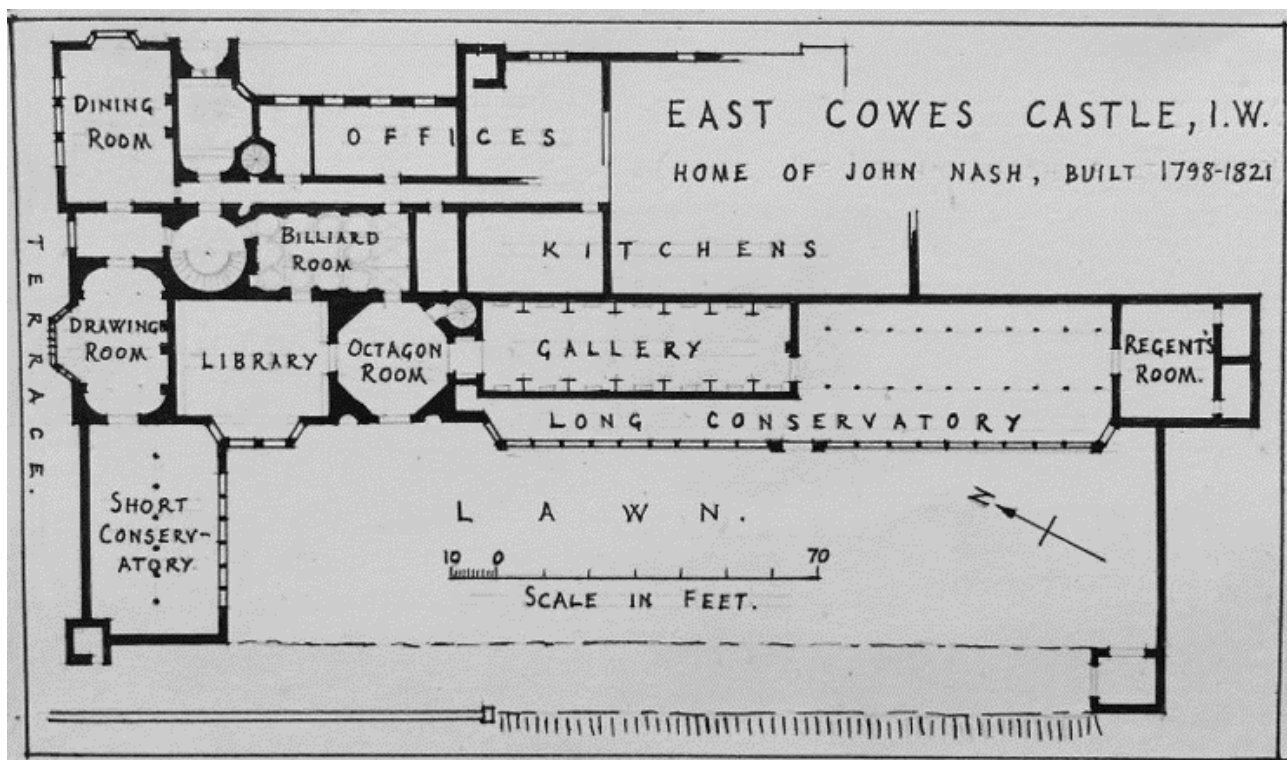 EAST COWES CASTLE, I.W.
HOME OF JOHN NASH, BUILT 1798-1821
DINING
ROOM
OFFICES
BILLIARD
ROOM
KITCHENS
TERRACE.
DRAWING
ROOM
LIBRARY
OCTAGON
ROOM
GALLERY
REGENT'S
ROOM.
LONG CONSERVATORY
SHORT
CONSERV-
ATORY
LAWN.
N
10 0 70
SCALE IN FEET.